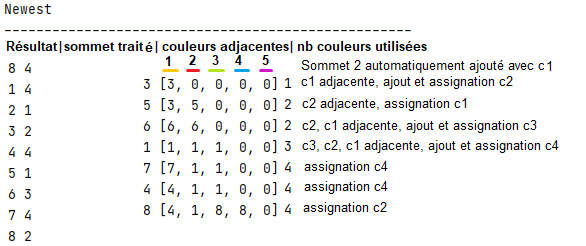 Newest
--------------------------------------------------
Résultat|sommet traité| couleurs adjacentes| nb couleurs utilisées
1 2 3 4 5
8 4 Sommet 2 automatiquement ajouté avec c1
1 4 3 [3, 0, 0, 0, 0] 1 c1 adjacente, ajout et assignation c2
2 1 5 [3, 5, 0, 0, 0] 2 c2 adjacente, assignation c1
3 2 6 [6, 6, 0, 0, 0] 2 c2, c1 adjacente, ajout et assignation c3
4 4 1 [1, 1, 1, 0, 0] 3 c3, c2, c1 adjacente, ajout et assignation c4
5 1 7 [7, 1, 1, 0, 0] 4 assignation c4
6 3 4 [4, 1, 1, 0, 0] 4 assignation c4
7 4 8 [4, 1, 8, 8, 0] 4 assignation c2
8 2